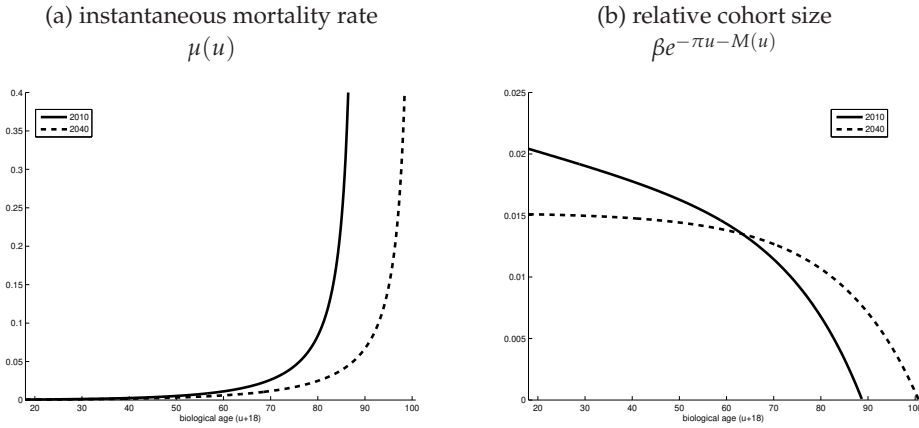 (a) instantaneous mortality rate
μ(u)
0.4
0.35
0.3
0.25
0.2
0.15
0.1
0.05
0
20 30 40 50 60 70 80 90 100
biological age (u+18)
2010
2040
(b) relative cohort size
βe^{−πu−M(u)}
0.025
0.02
0.015
0.01
0.005
0
20 30 40 50 60 70 80 90 100
biological age (u+18)
2010
2040